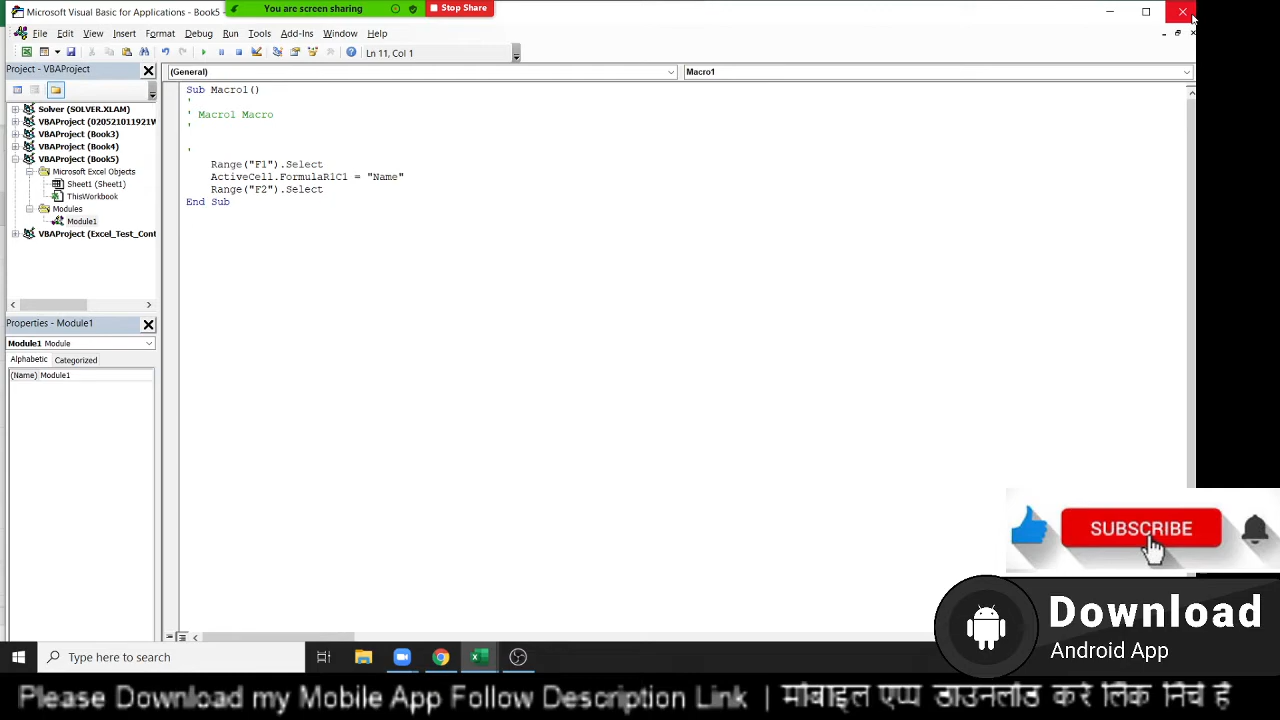 Microsoft Visual Basic for Applications - Book5 -
You are screen sharing
Stop Share
File Edit View Insert Format Debug Run Tools Add-Ins Window Help
Ln 11, Col 1
Project - VBAProject
(General)
Macro1
Solver (SOLVER.XLAM)
VBAProject (020521011921W
VBAProject (Book3)
VBAProject (Book4)
VBAProject (Book5)
Microsoft Excel Objects
Sheet1 (Sheet1)
ThisWorkbook
Modules
Module1
VBAProject (Excel_Test_Cont
Sub Macro1()
'
' Macro1 Macro
'
'
Range("F1").Select
ActiveCell.FormulaR1C1 = "Name"
Range("F2").Select
End Sub
Properties - Module1
Module1 Module
Alphabetic Categorized
(Name) Module1
SUBSCRIBE
Download
Android App
Type here to search
Please Download my Mobile App Follow Description Link | मोबाइल एप्प डाउनलोड करे लिंक निचे है